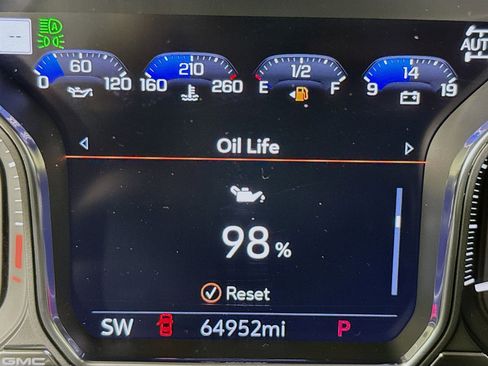 --
A
AUTO
60
0 120
210
160 260
1/2
E F
14
9 19
Oil Life
98 %
Reset
SW 64952mi P
GMC